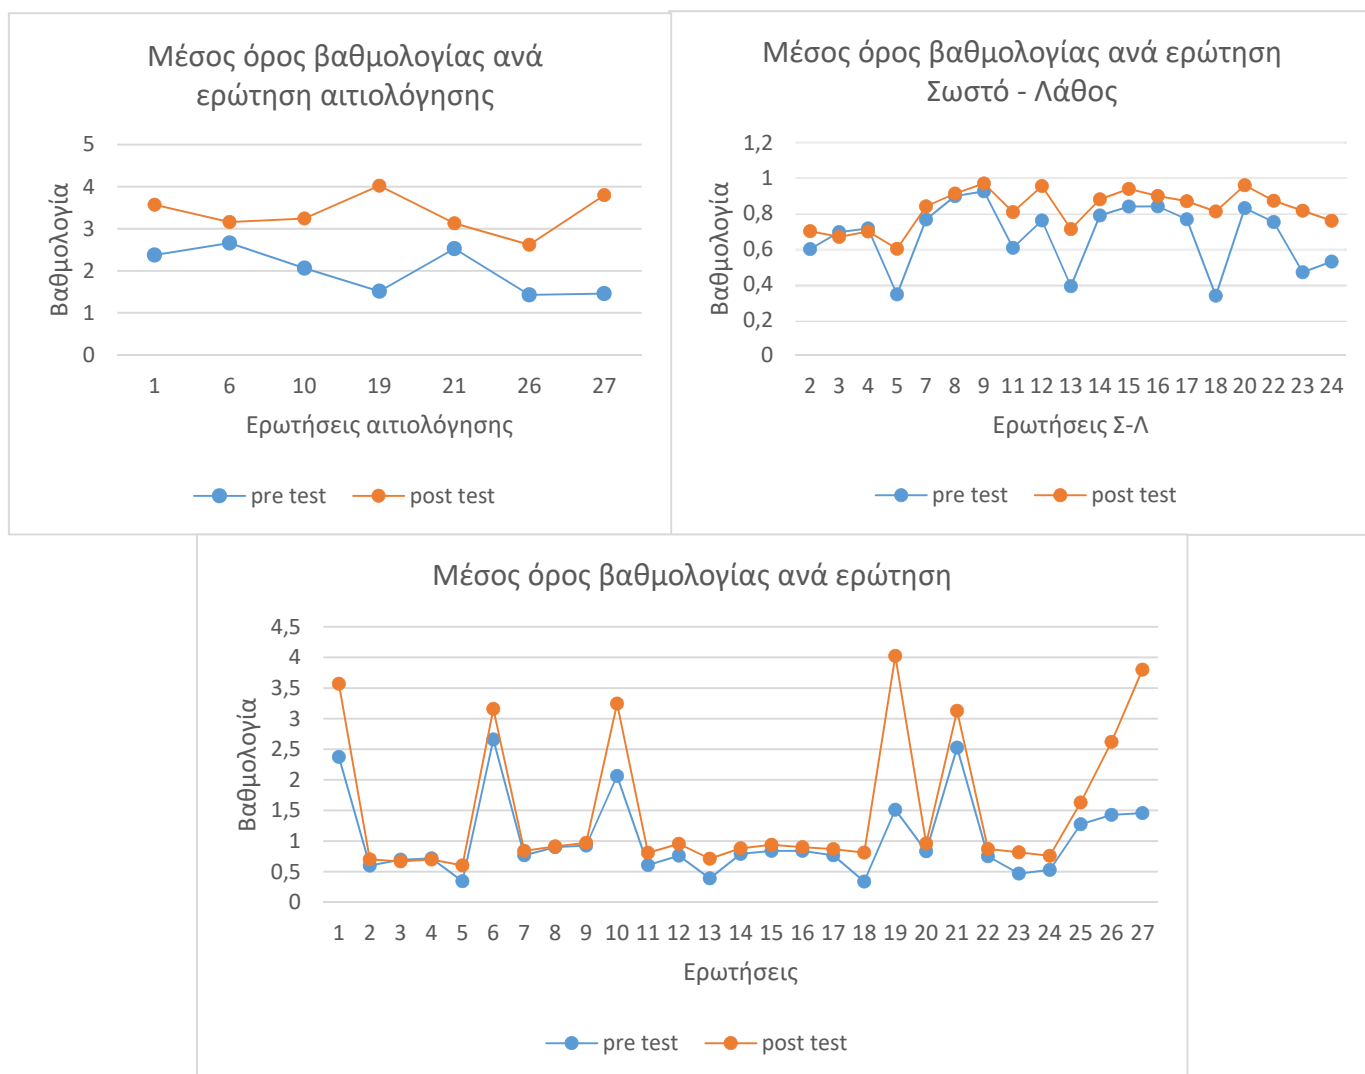 Μέσος όρος βαθμολογίας ανά
ερώτηση αιτιολόγησης
5
4
3
2
1
0
Βαθμολογία
1 6 10 19 21 26 27
Ερωτήσεις αιτιολόγησης
pre test post test
Μέσος όρος βαθμολογίας ανά ερώτηση
Σωστό - Λάθος
1,2
1
0,8
0,6
0,4
0,2
0
Βαθμολογία
2 3 4 5 7 8 9 11 12 13 14 15 16 17 18 20 22 23 24
Ερωτήσεις Σ-Λ
pre test post test
Μέσος όρος βαθμολογίας ανά ερώτηση
4,5
4
3,5
3
2,5
2
1,5
1
0,5
0
Βαθμολογία
1 2 3 4 5 6 7 8 9 10 11 12 13 14 15 16 17 18 19 20 21 22 23 24 25 26 27
Ερωτήσεις
pre test post test